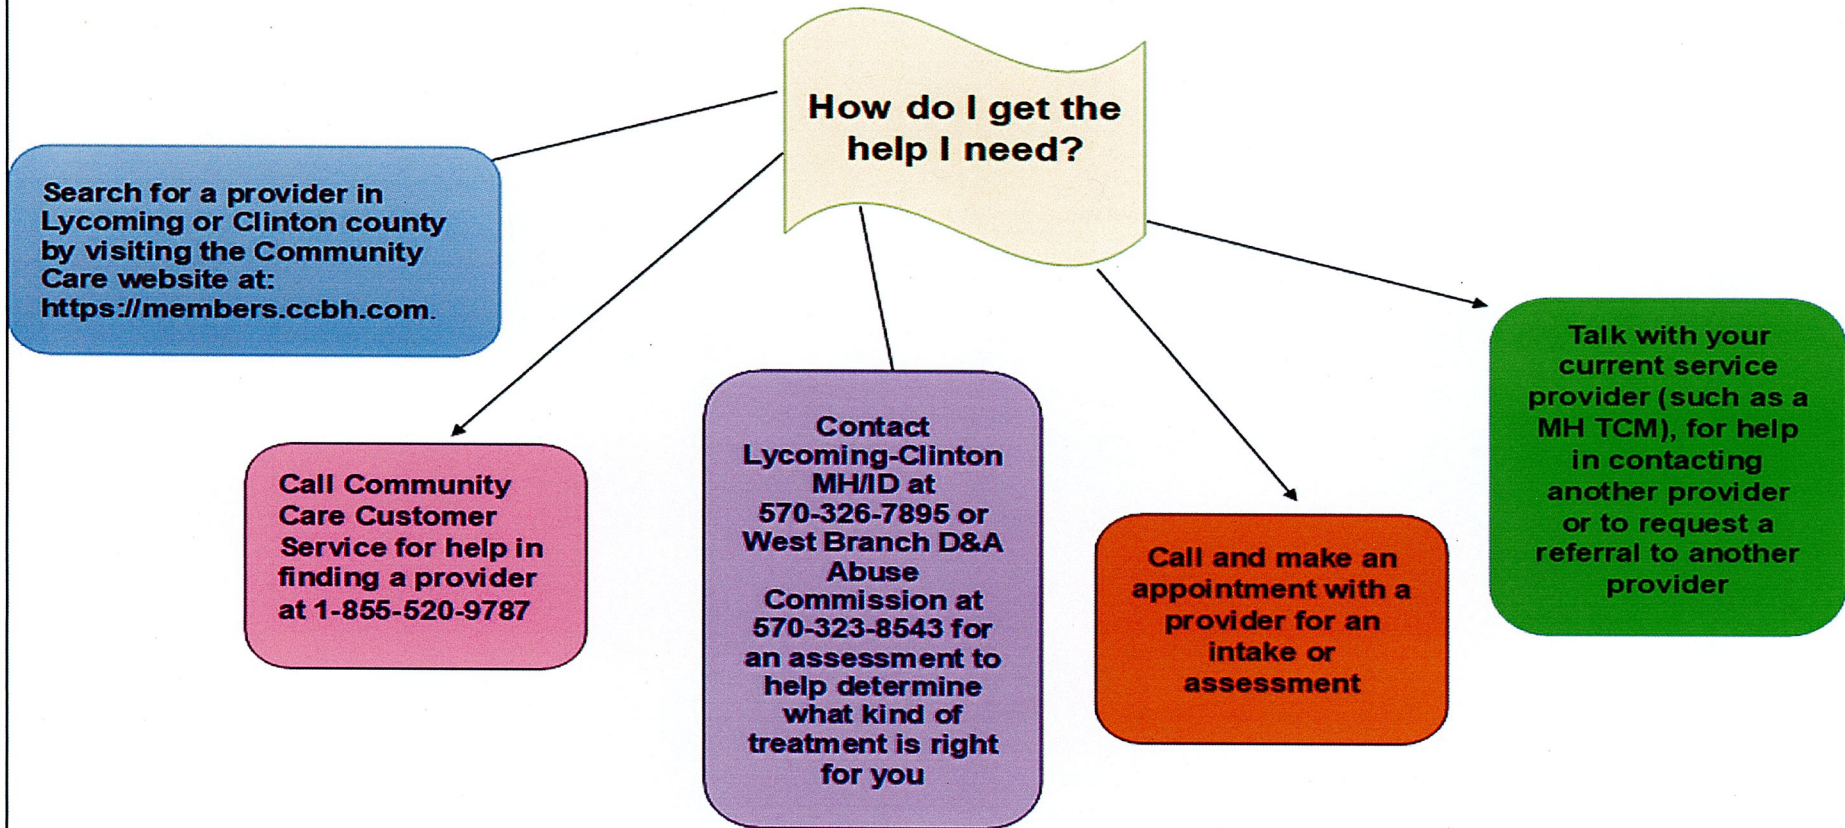 How do I get the
help I need?
Search for a provider in
Lycoming or Clinton county
by visiting the Community
Care website at:
https://members.ccbh.com.
Call Community
Care Customer
Service for help in
finding a provider
at 1-855-520-9787
Contact
Lycoming-Clinton
MH/ID at
570-326-7895 or
West Branch D&A
Abuse
Commission at
570-323-8543 for
an assessment to
help determine
what kind of
treatment is right
for you
Call and make an
appointment with a
provider for an
intake or
assessment
Talk with your
current service
provider (such as a
MH TCM), for help
in contacting
another provider
or to request a
referral to another
provider